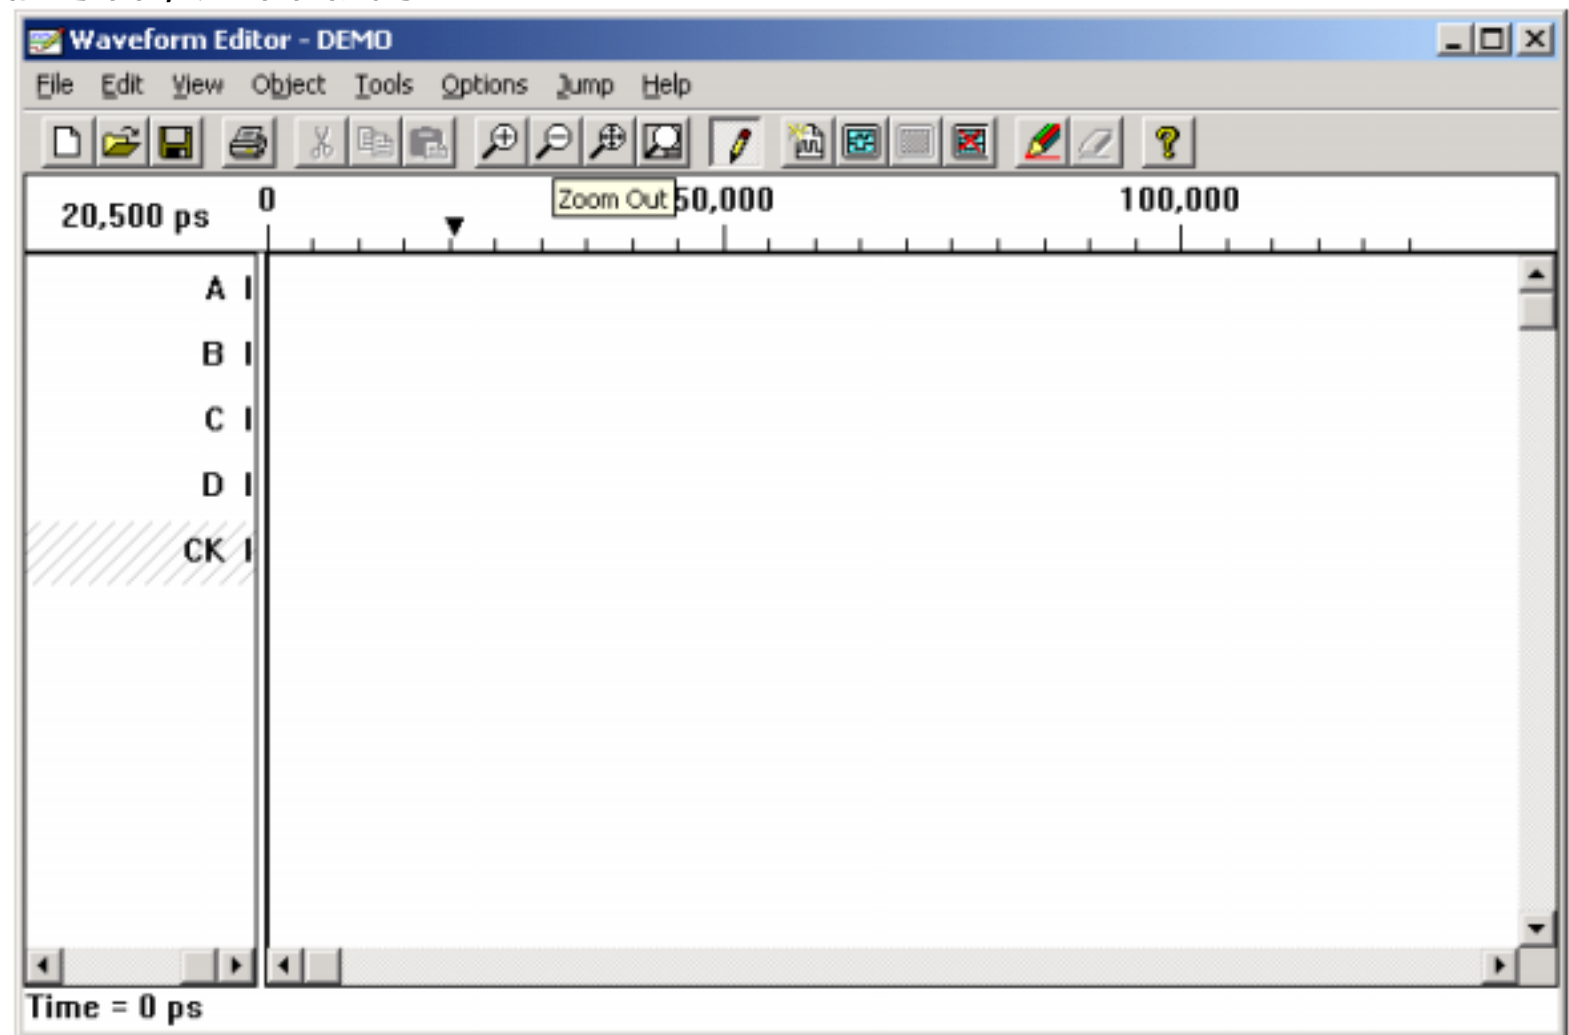 Waveform Editor - DEMO
File Edit View Object Tools Options Jump Help
20,500 ps 0 50,000 100,000
Zoom Out
A I
B I
C I
D I
CK I
Time = 0 ps